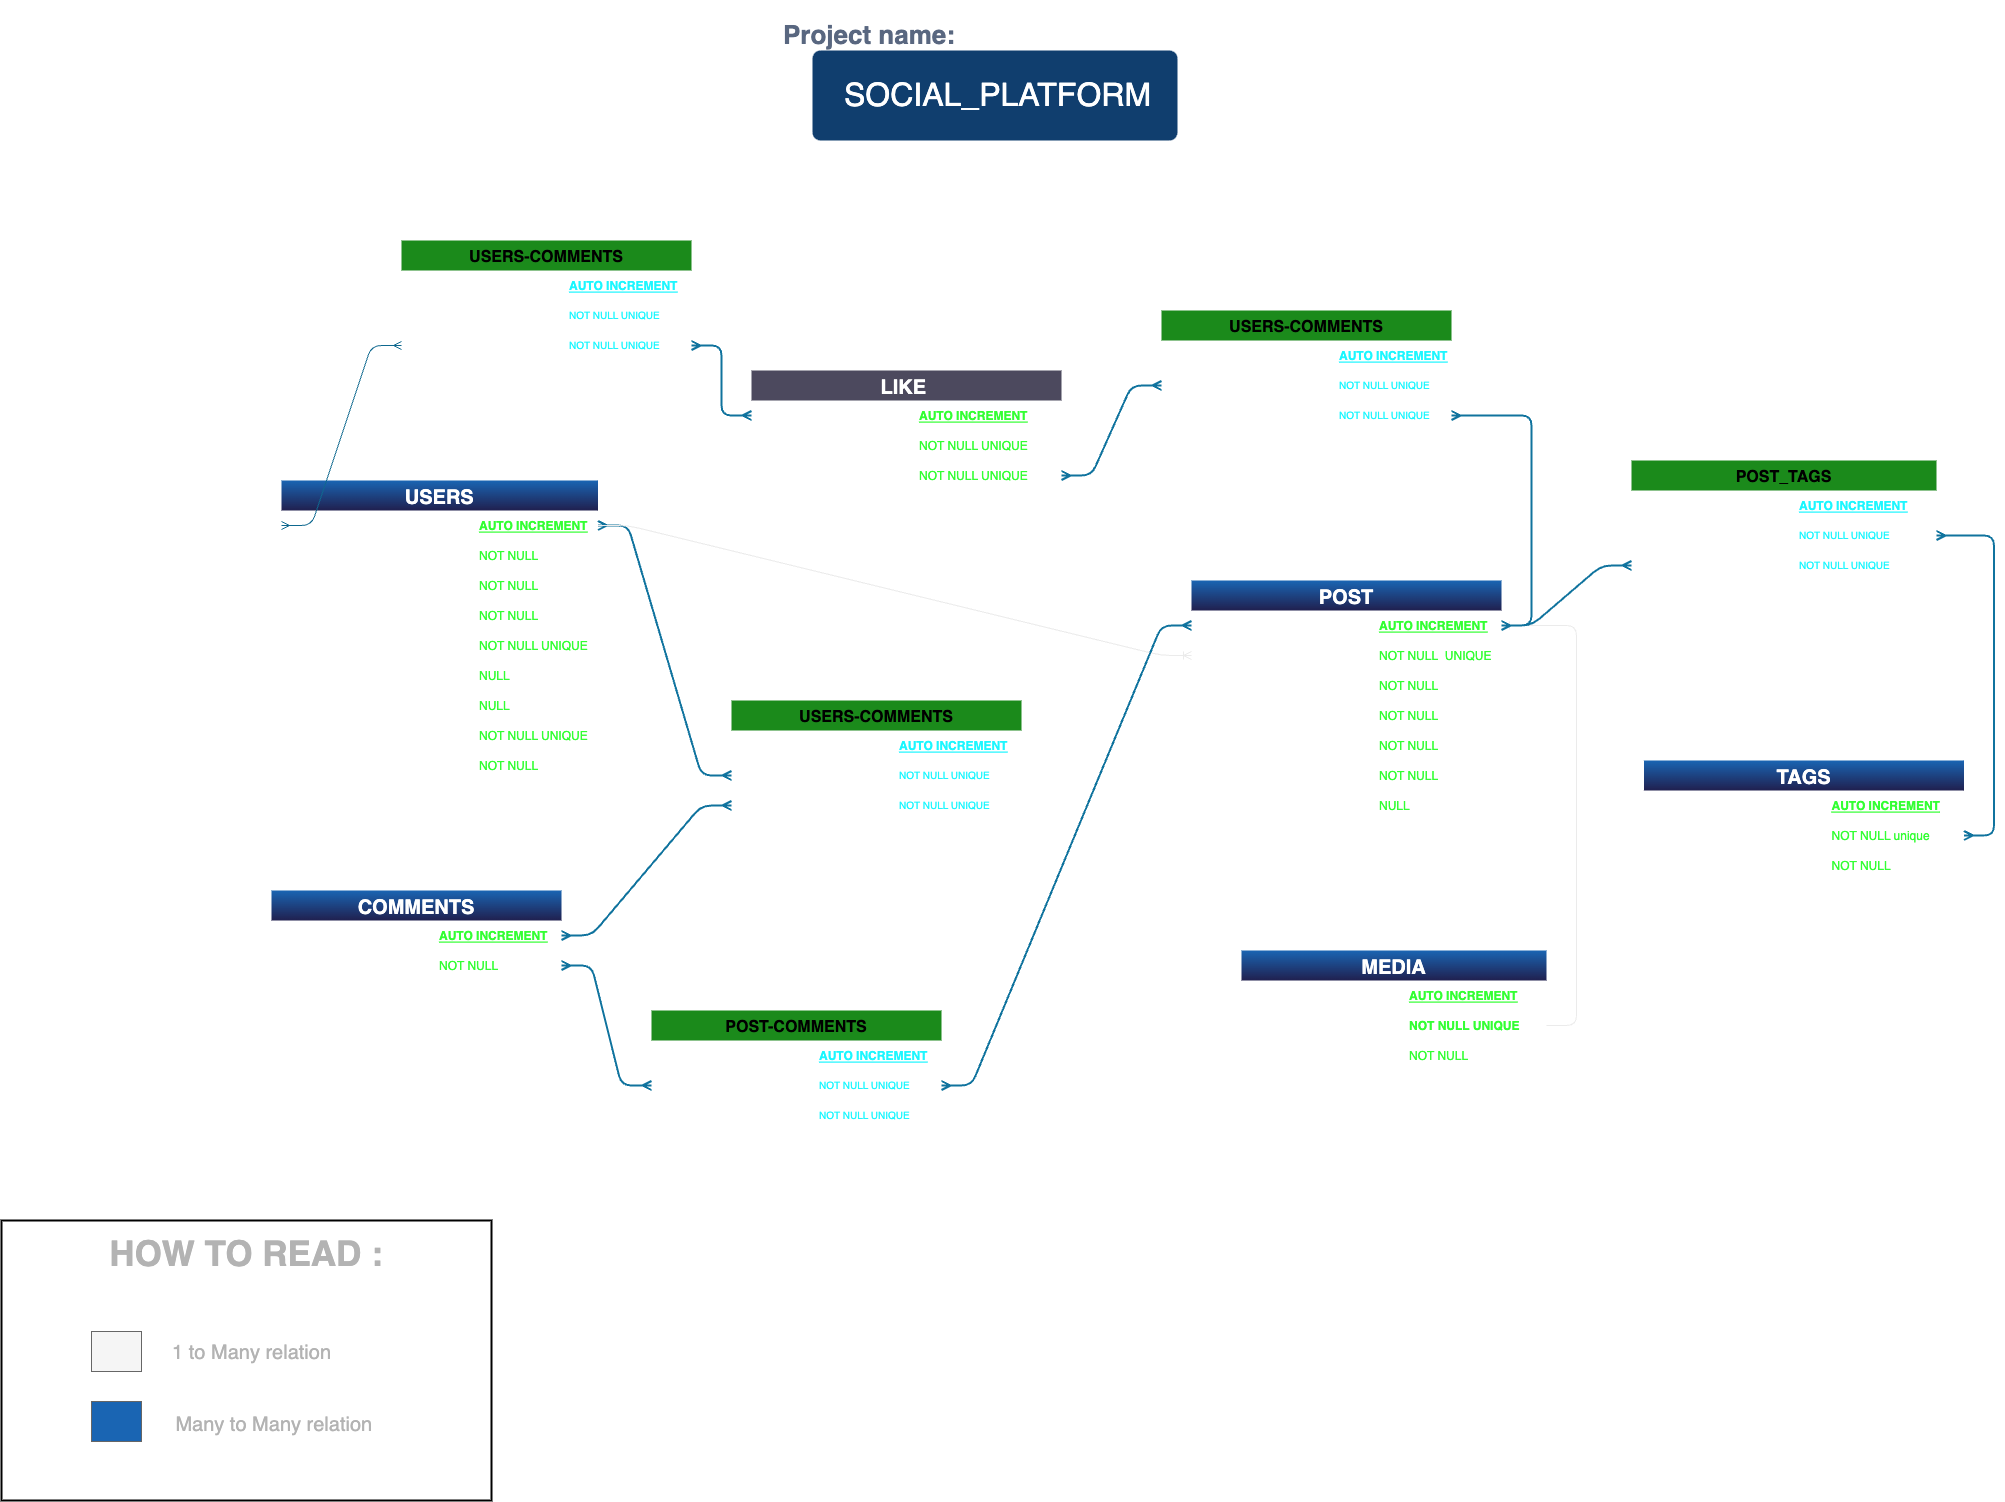 Project name:
SOCIAL_PLATFORM
USERS-COMMENTS
AUTO INCREMENT
NOT NULL UNIQUE
NOT NULL UNIQUE
LIKE
AUTO INCREMENT
NOT NULL UNIQUE
NOT NULL UNIQUE
USERS-COMMENTS
AUTO INCREMENT
NOT NULL UNIQUE
NOT NULL UNIQUE
POST_TAGS
AUTO INCREMENT
NOT NULL UNIQUE
NOT NULL UNIQUE
USERS
AUTO INCREMENT
NOT NULL
NOT NULL
NOT NULL
NOT NULL UNIQUE
NULL
NULL
NOT NULL UNIQUE
NOT NULL
POST
AUTO INCREMENT
NOT NULL  UNIQUE
NOT NULL
NOT NULL
NOT NULL
NOT NULL
NULL
USERS-COMMENTS
AUTO INCREMENT
NOT NULL UNIQUE
NOT NULL UNIQUE
TAGS
AUTO INCREMENT
NOT NULL unique
NOT NULL
COMMENTS
AUTO INCREMENT
NOT NULL
MEDIA
AUTO INCREMENT
NOT NULL UNIQUE
NOT NULL
POST-COMMENTS
AUTO INCREMENT
NOT NULL UNIQUE
NOT NULL UNIQUE
HOW TO READ :
1 to Many relation
Many to Many relation